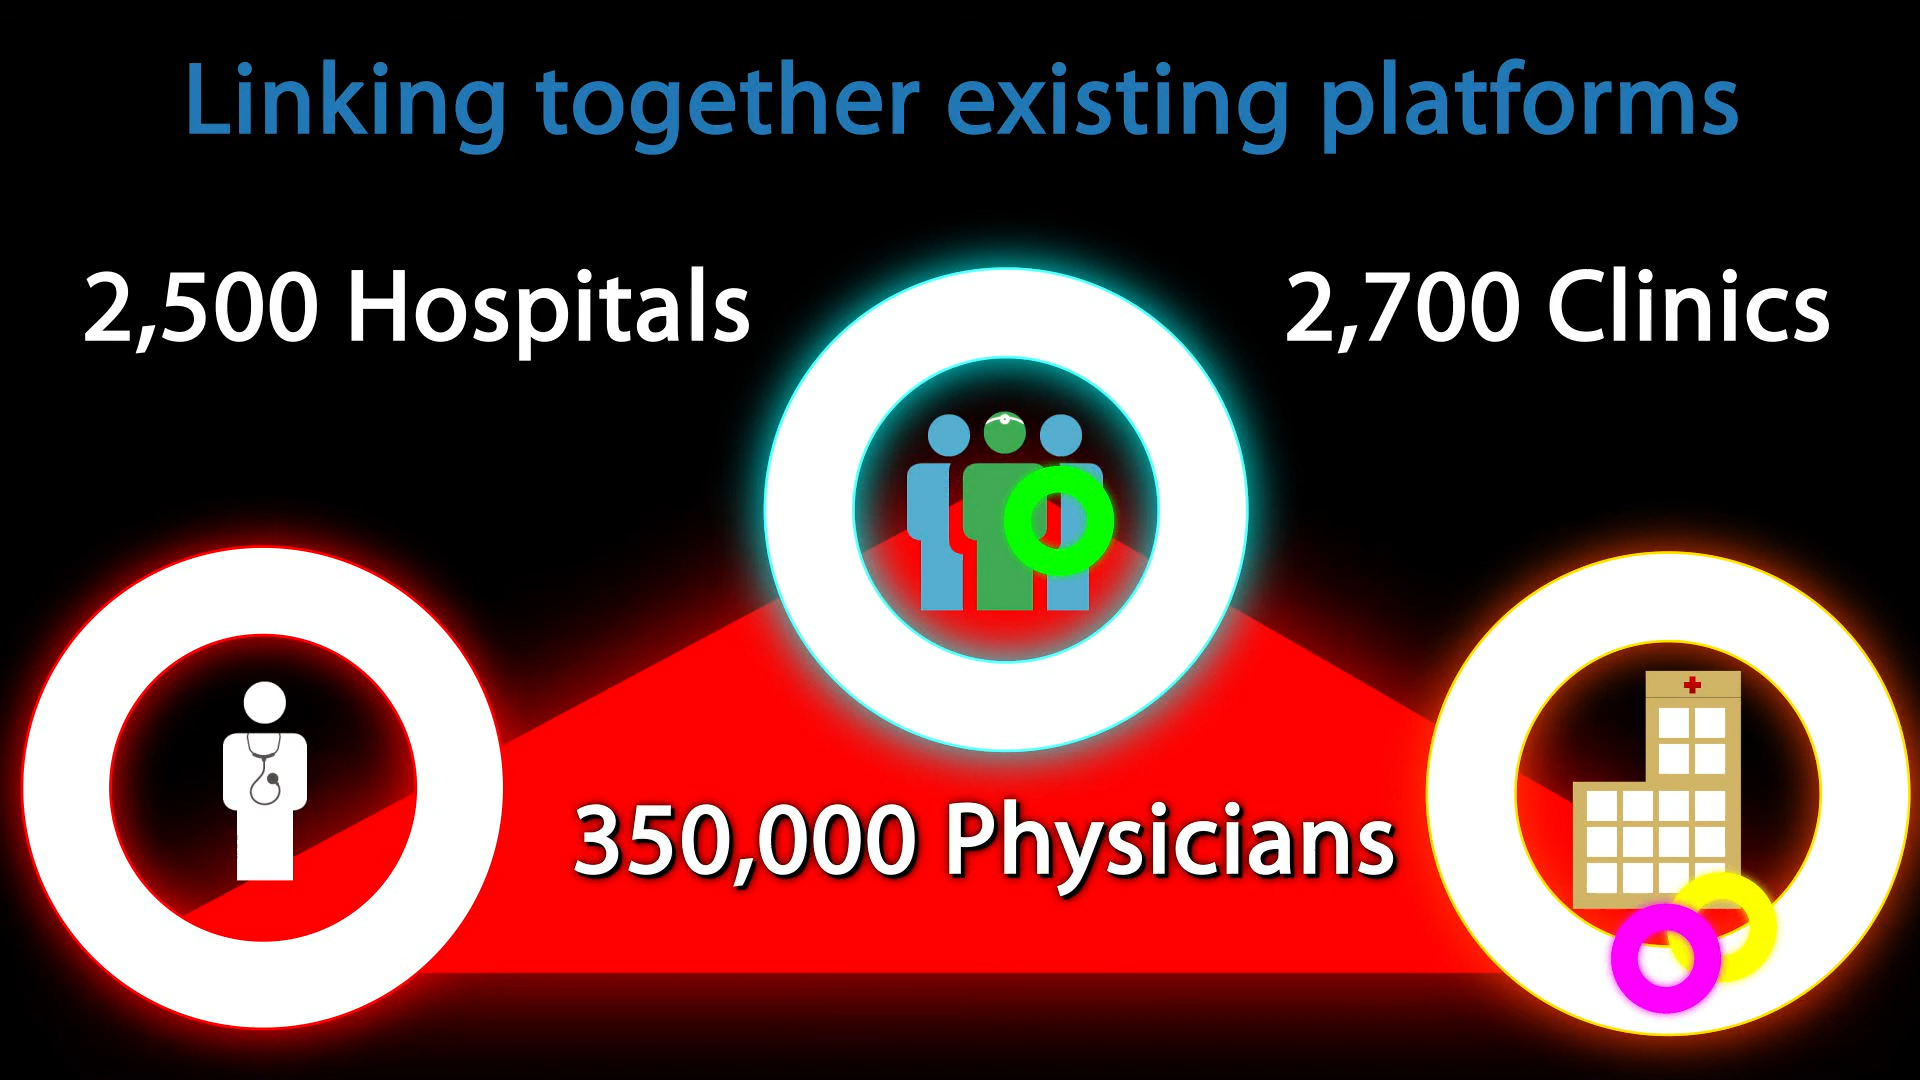 Linking together existing platforms
2,500 Hospitals
2,700 Clinics
350,000 Physicians